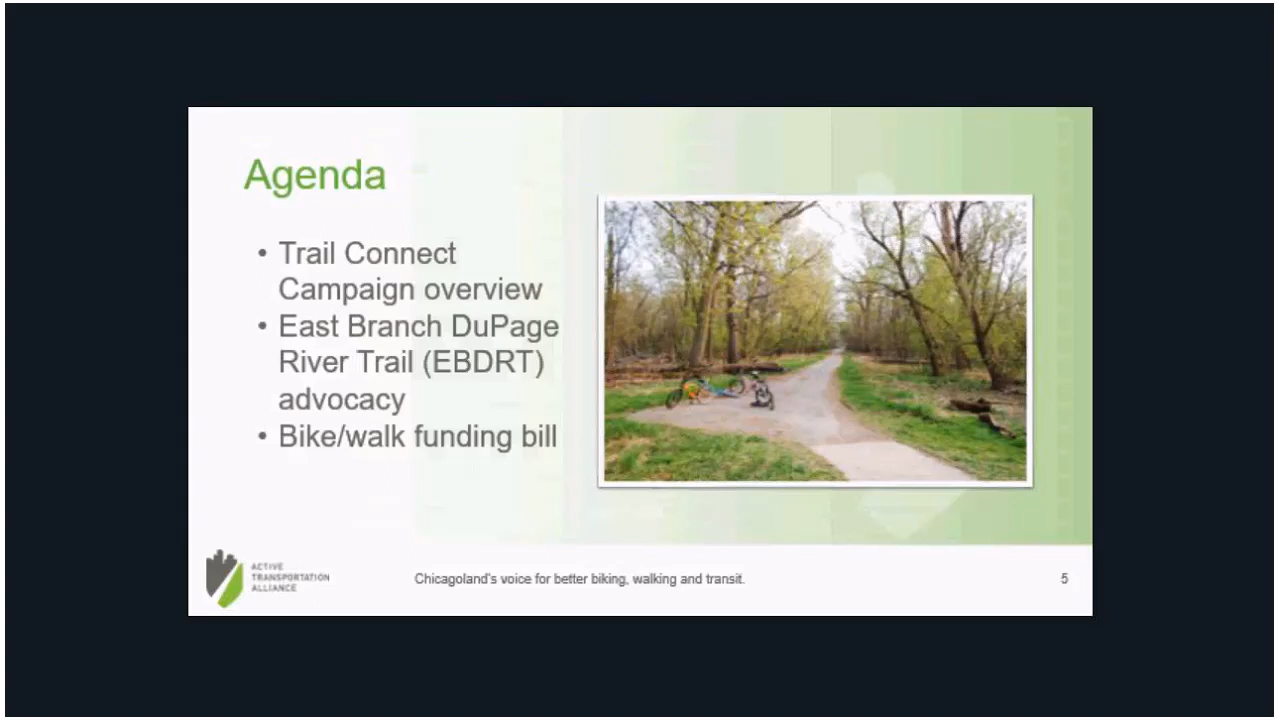 Agenda
• Trail Connect
Campaign overview
• East Branch DuPage
River Trail (EBDRT)
advocacy
• Bike/walk funding bill
ACTIVE
TRANSPORTATION
ALLIANCE
Chicagoland's voice for better biking, walking and transit.
5